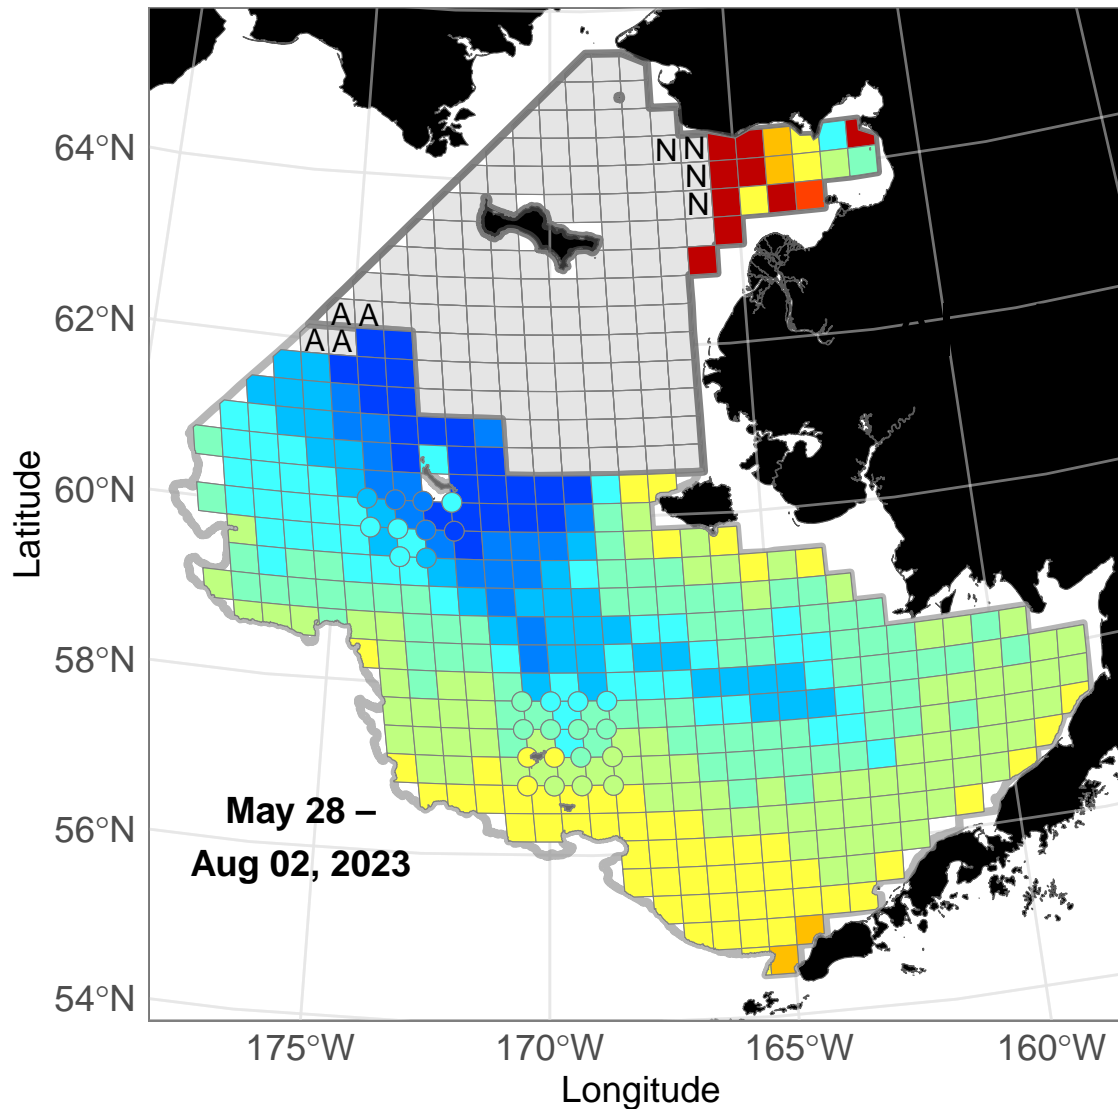 64°N
N N
N
N
62°N
A A
A A
60°N
Latitude
58°N
May 28 –
56°N
Aug 02, 2023
54°N
175°W 170°W 165°W 160°W
Longitude